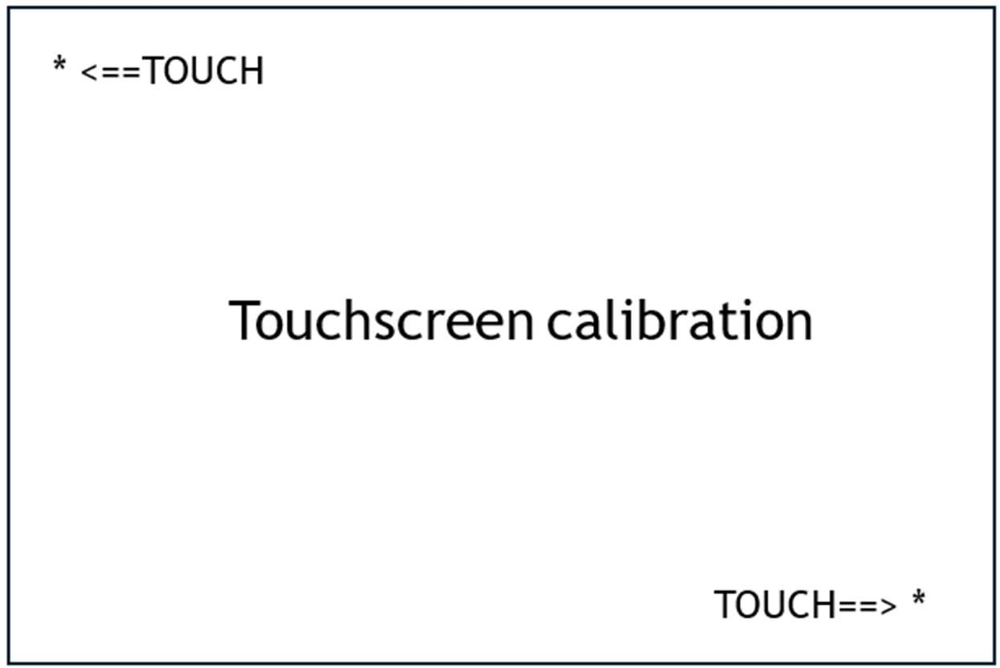 * <==TOUCH
Touchscreen calibration
TOUCH==> *